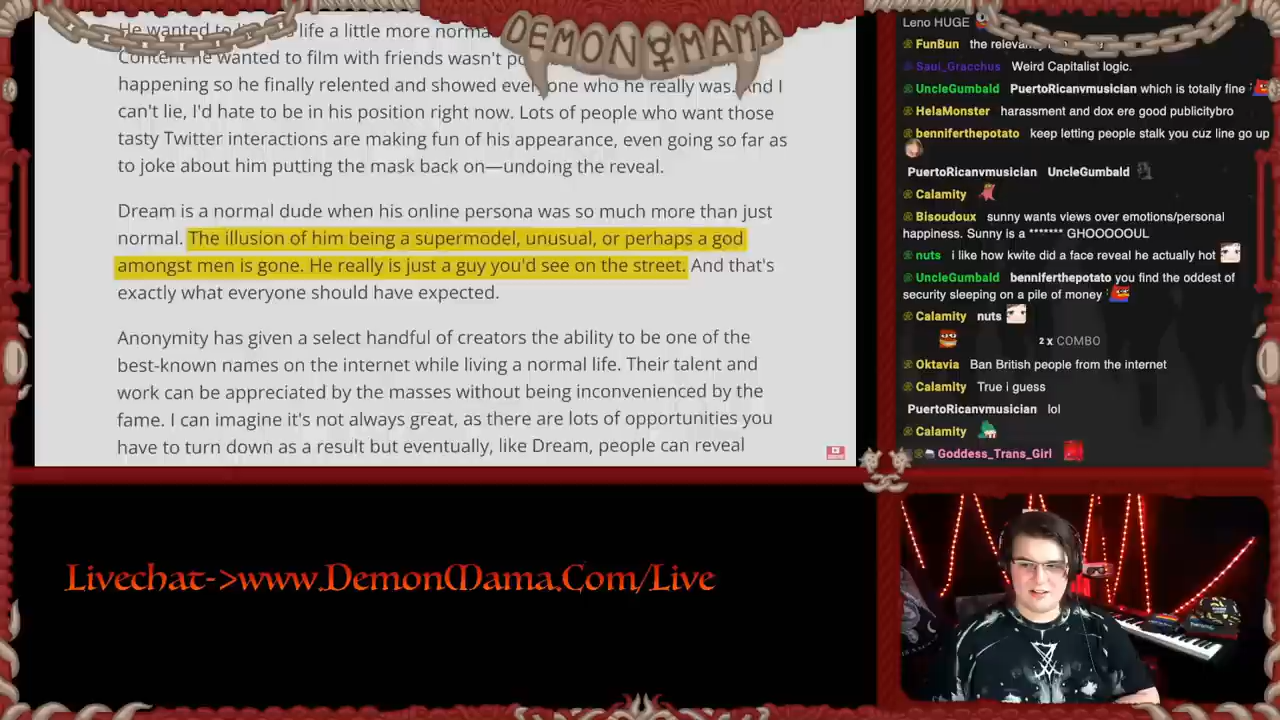 He wanted to life a little more norma
Content he wanted to film with friends wasn't po
happening so he finally relented and showed everyone who he really was. And I
can't lie, I'd hate to be in his position right now. Lots of people who want those
tasty Twitter interactions are making fun of his appearance, even going so far as
to joke about him putting the mask back on—undoing the reveal.
Dream is a normal dude when his online persona was so much more than just
normal. The illusion of him being a supermodel, unusual, or perhaps a god
amongst men is gone. He really is just a guy you'd see on the street. And that's
exactly what everyone should have expected.
Anonymity has given a select handful of creators the ability to be one of the
best-known names on the internet while living a normal life. Their talent and
work can be appreciated by the masses without being inconvenienced by the
fame. I can imagine it's not always great, as there are lots of opportunities you
have to turn down as a result but eventually, like Dream, people can reveal
DEMON MAMA
Leno HUGE
FunBun the relevan
Saul_Gracchus Weird Capitalist logic.
UncleGumbald PuertoRicanvmusician which is totally fine
HelaMonster harassment and dox ere good publicitybro
benniferthepotato keep letting people stalk you cuz line go up
PuertoRicanvmusician UncleGumbald
Calamity
Bisoudoux sunny wants views over emotions/personal
happiness. Sunny is a ******* GHOOOOOUL
nuts i like how kwite did a face reveal he actually hot
UncleGumbald benniferthepotato you find the oddest of
security sleeping on a pile of money
Calamity nuts
2 x COMBO
Oktavia Ban British people from the internet
Calamity True i guess
PuertoRicanvmusician lol
Calamity
Goddess_Trans_Girl
Livechat->www.DemonMama.Com/Live